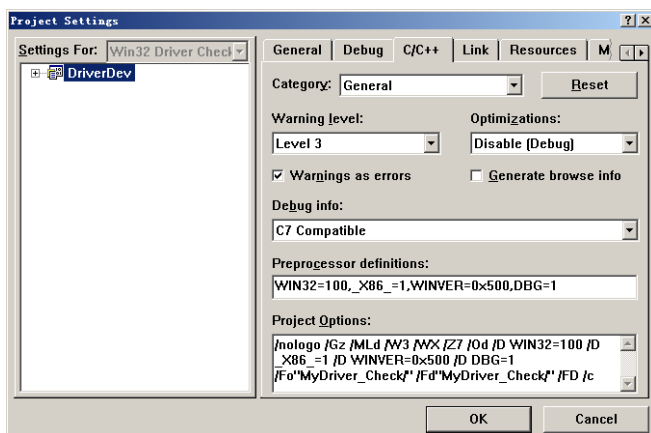 Project Settings
Settings For: Win32 Driver Check
DriverDev
General Debug C/C++ Link Resources M
Category: General Reset
Warning level: Optimizations:
Level 3 Disable (Debug)
Warnings as errors Generate browse info
Debug info:
C7 Compatible
Preprocessor definitions:
WIN32=100,_X86_=1,WINVER=0x500,DBG=1
Project Options:
/nologo /Gz /MLd /W3 /WX /Z7 /Od /D WIN32=100 /D
_X86_=1 /D WINVER=0x500 /D DBG=1
/Fo"MyDriver_Check/" /Fd"MyDriver_Check/" /FD /c
OK Cancel